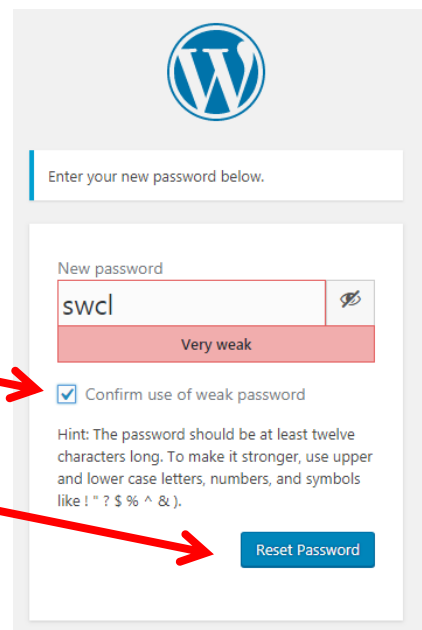 W
Enter your new password below.
New password
swcl
Very weak
Confirm use of weak password
Hint: The password should be at least twelve
characters long. To make it stronger, use upper
and lower case letters, numbers, and symbols
like ! " ? $ % ^ & ).
Reset Password